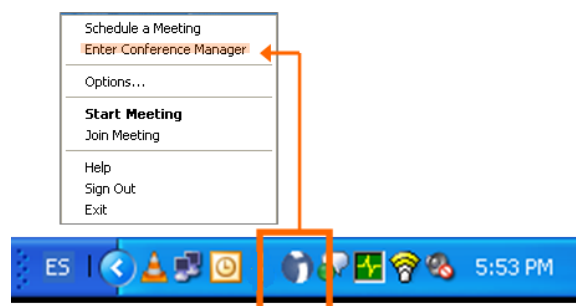 Schedule a Meeting
Enter Conference Manager
Options...
Start Meeting
Join Meeting
Help
Sign Out
Exit
ES
5:53 PM